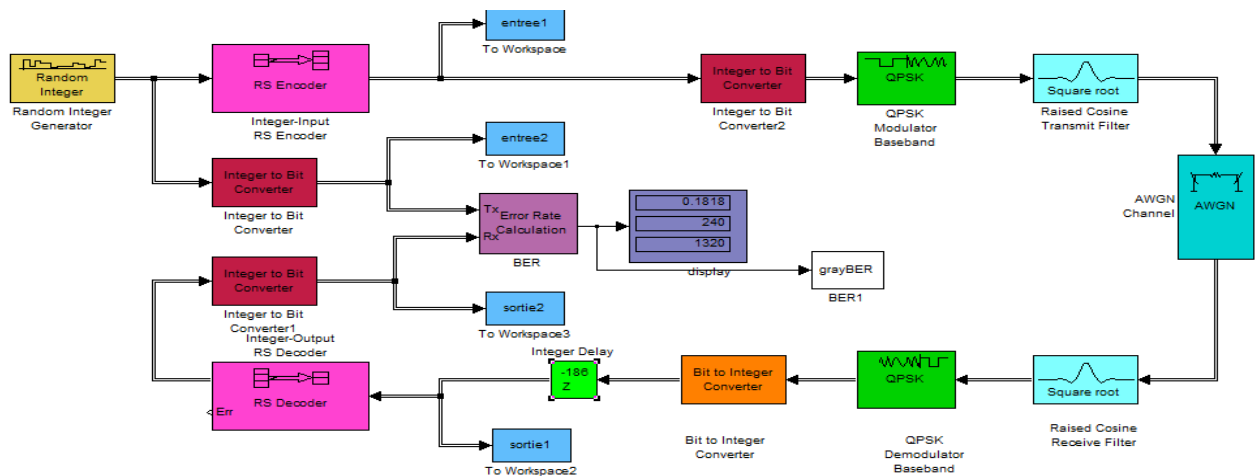 entree1
To Workspace
Random
Integer
Random Integer
Generator
RS Encoder
Integer-Input
RS Encoder
Integer to Bit
Converter
Integer to Bit
Converter2
QPSK
QPSK
Modulator
Baseband
Square root
Raised Cosine
Transmit Filter
Integer to Bit
Converter
Integer to Bit
Converter
entree2
To Workspace1
Tx
Rx
Error Rate
Calculation
BER
0.1818
240
1320
display
grayBER
BER1
AWGN
Channel
AWGN
Integer to Bit
Converter
Integer to Bit
Converter1
sortie2
To Workspace3
Integer-Output
RS Decoder
RS Decoder
Err
Integer Delay
-186
Z
sortie1
To Workspace2
Bit to Integer
Converter
Bit to Integer
Converter
QPSK
QPSK
Demodulator
Baseband
Square root
Raised Cosine
Receive Filter